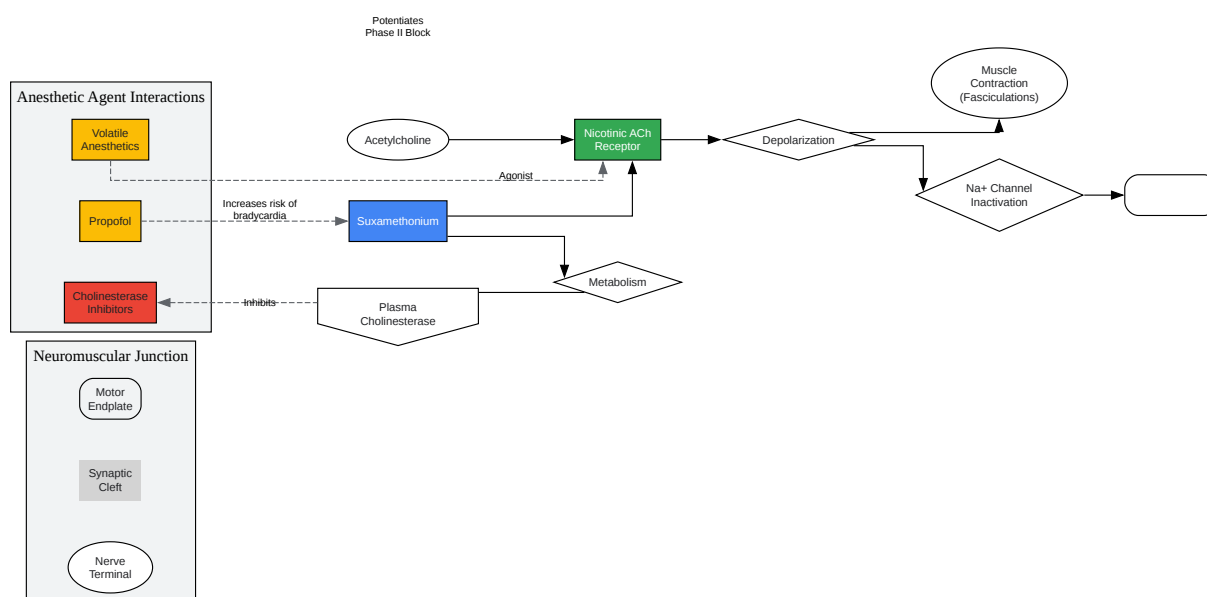 Potentiates
Phase II Block
Anesthetic Agent Interactions
Volatile
Anesthetics
Propofol
Cholinesterase
Inhibitors
Increases risk of
bradycardia
Inhibits
Acetylcholine
Agonist
Suxamethonium
Plasma
Cholinesterase
Nicotinic ACh
Receptor
Metabolism
Depolarization
Muscle
Contraction
(Fasciculations)
Na+ Channel
Inactivation
Neuromuscular Junction
Motor
Endplate
Synaptic
Cleft
Nerve
Terminal